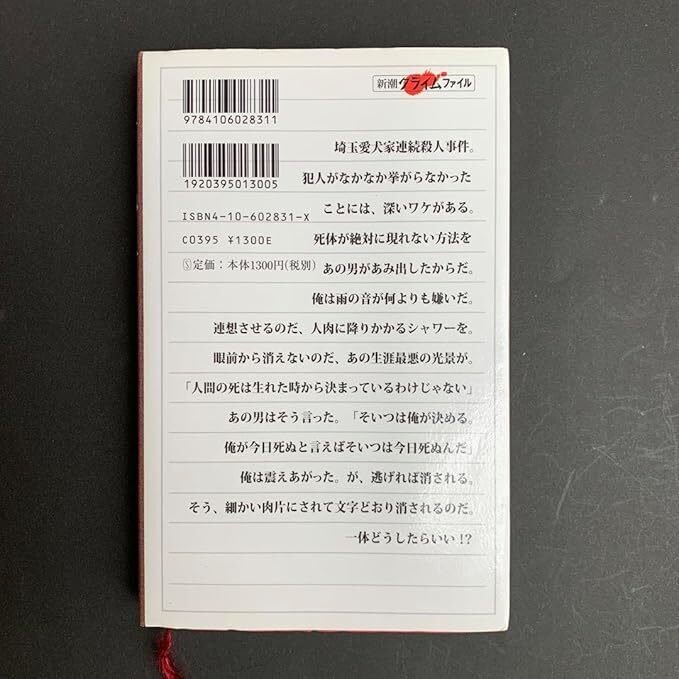 新潮クライムファイル
9784106028311
1920395013005
ISBN4-10-602831-X
C0395 ¥1300E
Ⓢ定価：本体1300円(税別)
埼玉愛犬家連続殺人事件。
犯人がなかなか挙がらなかった
ことには、深いワケがある。
死体が絶対に現れない方法を
あの男があみ出したからだ。
俺は雨の音が何よりも嫌いだ。
連想させるのだ、人肉に降りかかるシャワーを。
眼前から消えないのだ、あの生涯最悪の光景が。
「人間の死は生れた時から決まっているわけじゃない」
あの男はそう言った。「そいつは俺が決める。
俺が今日死ぬと言えばそいつは今日死ぬんだ」
俺は震えあがった。が、逃げれば消される。
そう、細かい肉片にされて文字どおり消されるのだ。
一体どうしたらいい!?